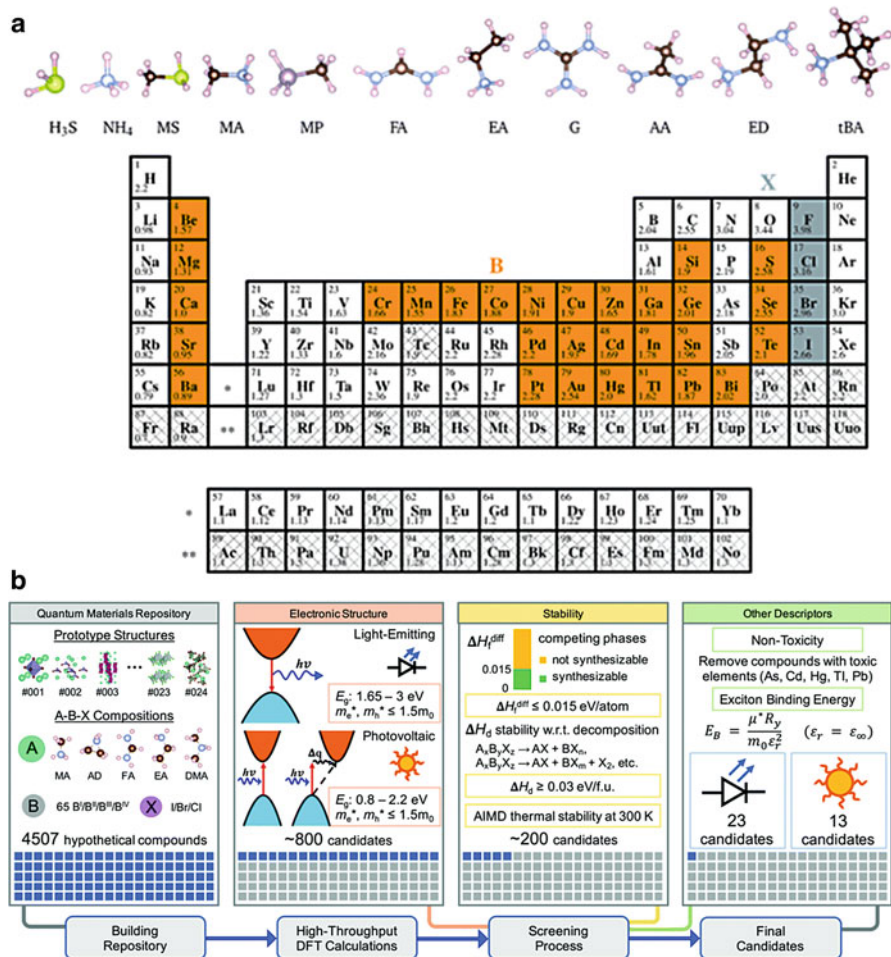 a
H₃S NH₄ MS MA MP FA EA G AA ED tBA
X
B
1 H 2.2
2 He
3 Li 0.98
4 Be 1.57
5 B 2.04
6 C 2.55
7 N 3.04
8 O 3.44
9 F 3.98
10 Ne
11 Na 0.93
12 Mg 1.31
13 Al 1.61
14 Si 1.9
15 P 2.19
16 S 2.58
17 Cl 3.16
18 Ar
19 K 0.82
20 Ca 1.0
21 Sc 1.36
22 Ti 1.54
23 V 1.63
24 Cr 1.66
25 Mn 1.55
26 Fe 1.83
27 Co 1.88
28 Ni 1.91
29 Cu 1.9
30 Zn 1.65
31 Ga 1.81
32 Ge 2.01
33 As 2.18
34 Se 2.55
35 Br 2.96
36 Kr 3.0
37 Rb 0.82
38 Sr 0.95
39 Y 1.22
40 Zr 1.33
41 Nb 1.6
42 Mo 2.16
43 Tc 1.9
44 Ru 2.2
45 Rh 2.28
46 Pd 2.2
47 Ag 1.93
48 Cd 1.69
49 In 1.78
50 Sn 1.96
51 Sb 2.05
52 Te 2.1
53 I 2.66
54 Xe 2.6
55 Cs 0.79
56 Ba 0.89
*
71 Lu 1.27
72 Hf 1.3
73 Ta 1.5
74 W 2.36
75 Re 1.9
76 Os 2.2
77 Ir 2.2
78 Pt 2.28
79 Au 2.54
80 Hg 2.0
81 Tl 1.62
82 Pb 1.87
83 Bi 2.02
84 Po 2.0
85 At 2.2
86 Rn 2.2
87 Fr 0.7
88 Ra 0.9
**
103 Lr 1.3
104 Rf
105 Db
106 Sg
107 Bh
108 Hs
109 Mt
110 Ds
111 Rg
112 Cn
113 Uut
114 Fl
115 Uup
116 Lv
117 Uus
118 Uuo
*
57 La 1.1
58 Ce 1.12
59 Pr 1.13
60 Nd 1.14
61 Pm 1.13
62 Sm 1.17
63 Eu 1.2
64 Gd 1.2
65 Tb 1.1
66 Dy 1.22
67 Ho 1.23
68 Er 1.24
69 Tm 1.25
70 Yb 1.1
**
89 Ac 1.1
90 Th 1.3
91 Pa 1.5
92 U 1.38
93 Np 1.36
94 Pu 1.28
95 Am 1.13
96 Cm 1.28
97 Bk 1.3
98 Cf 1.3
99 Es 1.3
100 Fm 1.3
101 Md 1.3
102 No 1.3
b
Quantum Materials Repository
Prototype Structures
#001 #002 #003 ··· #023 #024
A-B-X Compositions
A
MA AD FA EA DMA
B 65 Bᴵ/Bᴵᴵ/Bᴵᴵᴵ/Bᴵⱽ X I/Br/Cl
4507 hypothetical compounds
Electronic Structure
Light-Emitting
hν
Eg: 1.65 – 3 eV
me*, mh* ≤ 1.5m₀
Photovoltaic
Δq
hν hν
Eg: 0.8 – 2.2 eV
me*, mh* ≤ 1.5m₀
~800 candidates
Stability
ΔHf^diff
competing phases
not synthesizable
0.015
synthesizable
0
ΔHf^diff ≤ 0.015 eV/atom
ΔHd stability w.r.t. decomposition
AxByXz → AX + BXn,
AxByXz → AX + BXm + X₂, etc.
ΔHd ≥ 0.03 eV/f.u.
AIMD thermal stability at 300 K
~200 candidates
Other Descriptors
Non-Toxicity
Remove compounds with toxic
elements (As, Cd, Hg, Tl, Pb)
Exciton Binding Energy
E_B = μ*R_y / m₀ε_r² (ε_r = ε∞)
23
candidates
13
candidates
Building
Repository
High-Throughput
DFT Calculations
Screening
Process
Final
Candidates